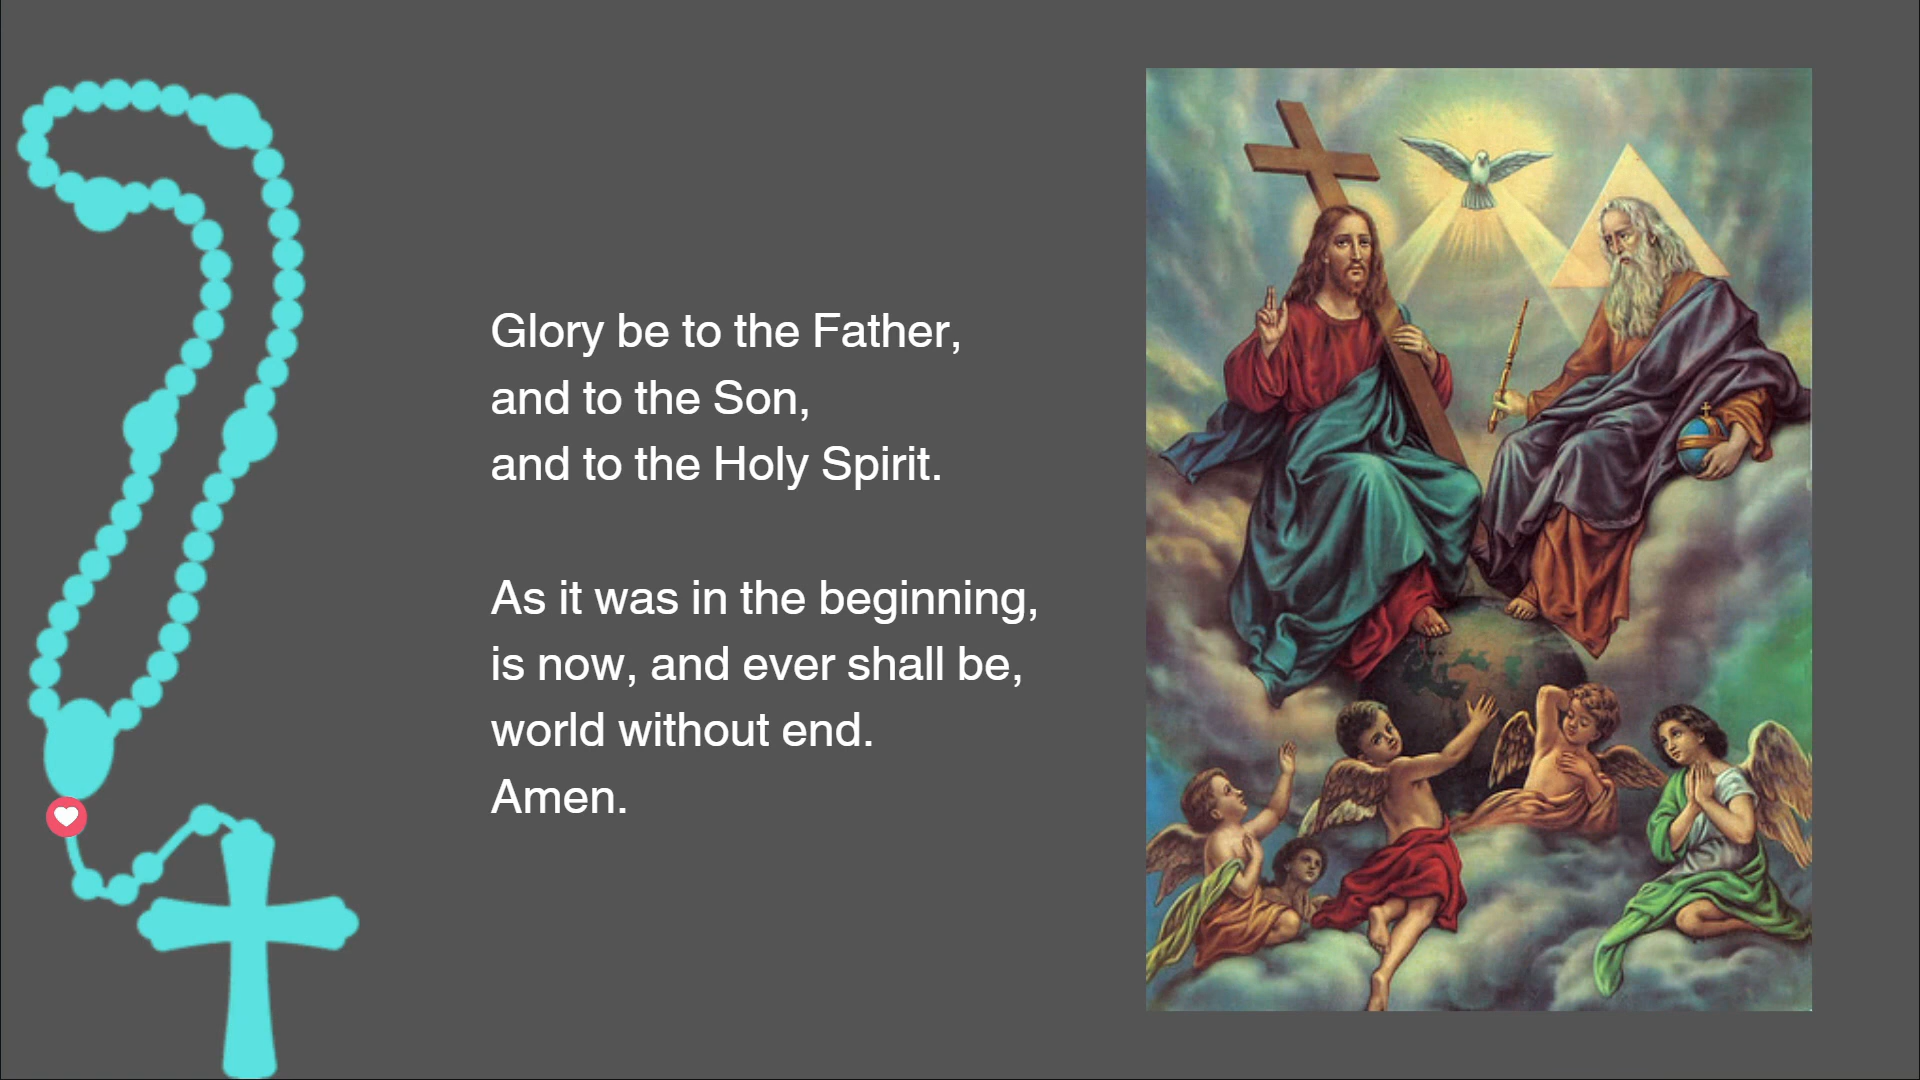 Glory be to the Father,
and to the Son,
and to the Holy Spirit.
As it was in the beginning,
is now, and ever shall be,
world without end.
Amen.